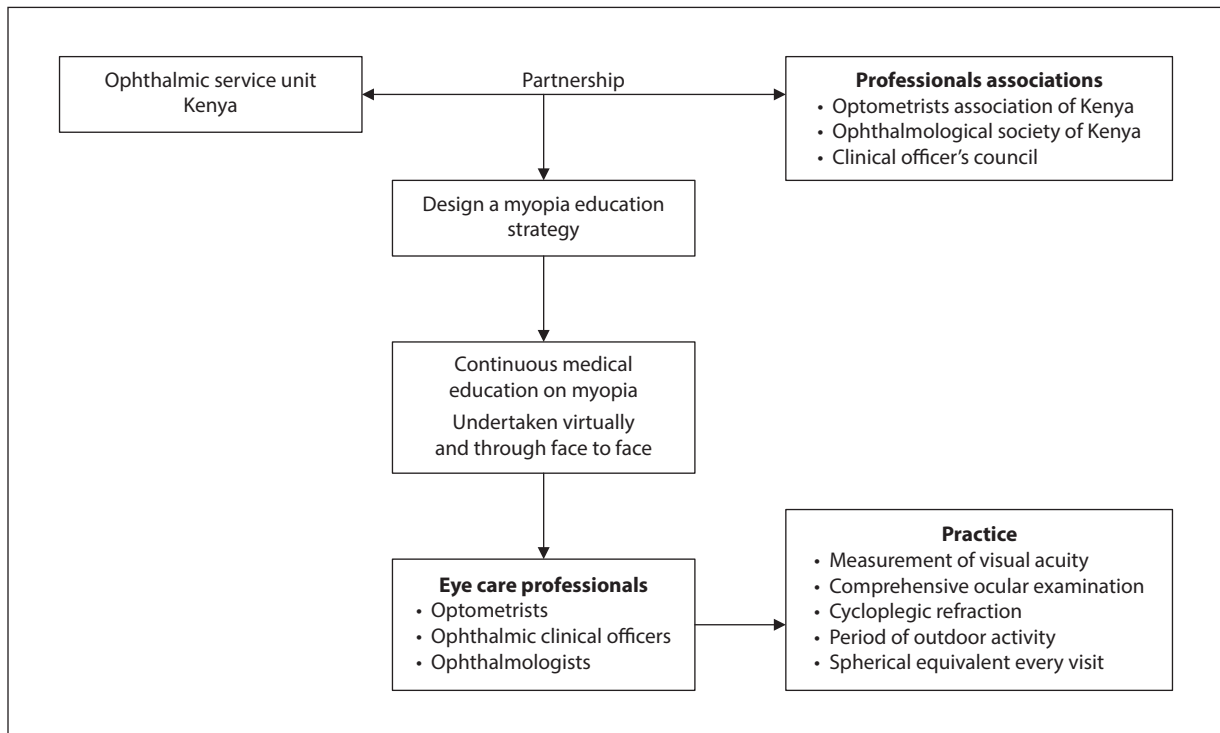 Ophthalmic service unit
Kenya
Partnership
Professionals associations
• Optometrists association of Kenya
• Ophthalmological society of Kenya
• Clinical officer's council
Design a myopia education
strategy
Continuous medical
education on myopia
Undertaken virtually
and through face to face
Eye care professionals
• Optometrists
• Ophthalmic clinical officers
• Ophthalmologists
Practice
• Measurement of visual acuity
• Comprehensive ocular examination
• Cycloplegic refraction
• Period of outdoor activity
• Spherical equivalent every visit